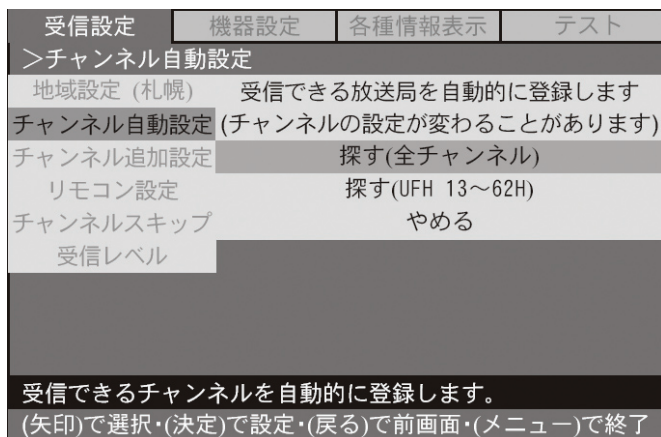 受信設定 機器設定 各種情報表示 テスト
＞チャンネル自動設定
地域設定 (札幌) 受信できる放送局を自動的に登録します
チャンネル自動設定 (チャンネルの設定が変わることがあります)
チャンネル追加設定 探す(全チャンネル)
リモコン設定 探す(UFH 13～62H)
チャンネルスキップ やめる
受信レベル
受信できるチャンネルを自動的に登録します。
(矢印)で選択・(決定)で設定・(戻る)で前画面・(メニュー)で終了